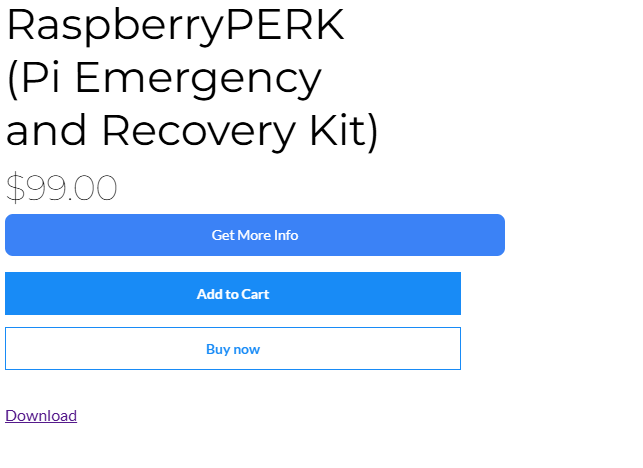 RaspberryPERK
(Pi Emergency
and Recovery Kit)
$99.00
Get More Info
Add to Cart
Buy now
Download